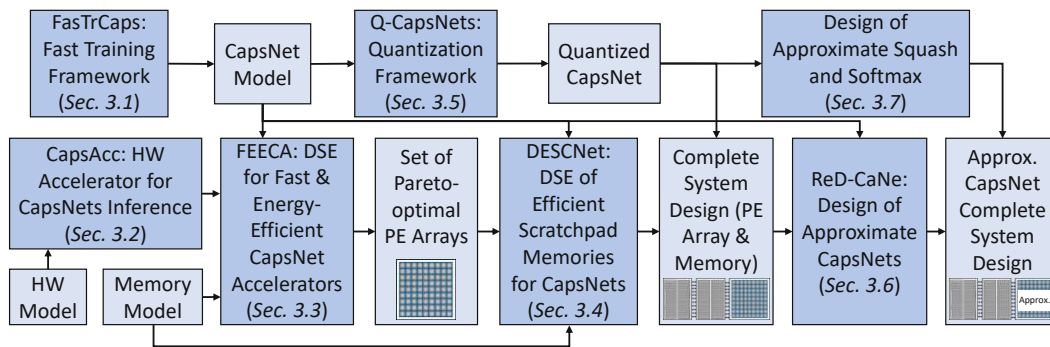 FasTrCaps:
Fast Training
Framework
(Sec. 3.1)
CapsNet
Model
Q-CapsNets:
Quantization
Framework
(Sec. 3.5)
Quantized
CapsNet
Design of
Approximate Squash
and Softmax
(Sec. 3.7)
CapsAcc: HW
Accelerator for
CapsNets Inference
(Sec. 3.2)
HW
Model
Memory
Model
FEECA: DSE
for Fast &
Energy-
Efficient
CapsNet
Accelerators
(Sec. 3.3)
Set of
Pareto-
optimal
PE Arrays
DESCNet:
DSE of
Efficient
Scratchpad
Memories
for CapsNets
(Sec. 3.4)
Complete
System
Design (PE
Array &
Memory)
ReD-CaNe:
Design of
Approximate
CapsNets
(Sec. 3.6)
Approx.
CapsNet
Complete
System
Design
Approx.